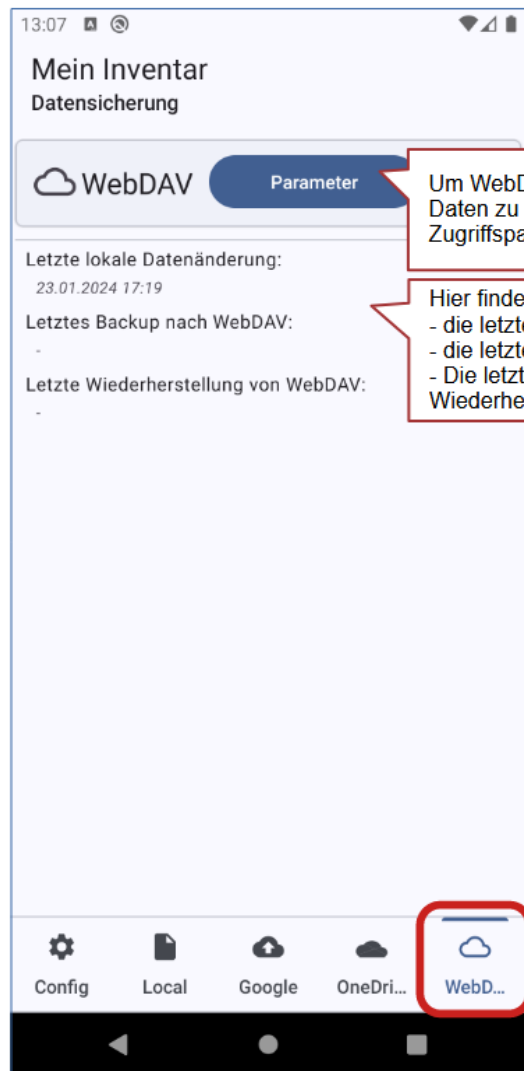 13:07
Mein Inventar
Datensicherung
WebDAV
Parameter
Um WebD
Daten zu
Zugriffspa
Letzte lokale Datenänderung:
23.01.2024 17:19
Letztes Backup nach WebDAV:
-
Letzte Wiederherstellung von WebDAV:
-
Hier finde
- die letzte
- die letzte
- Die letzt
Wiederhe
Config
Local
Google
OneDri...
WebD...